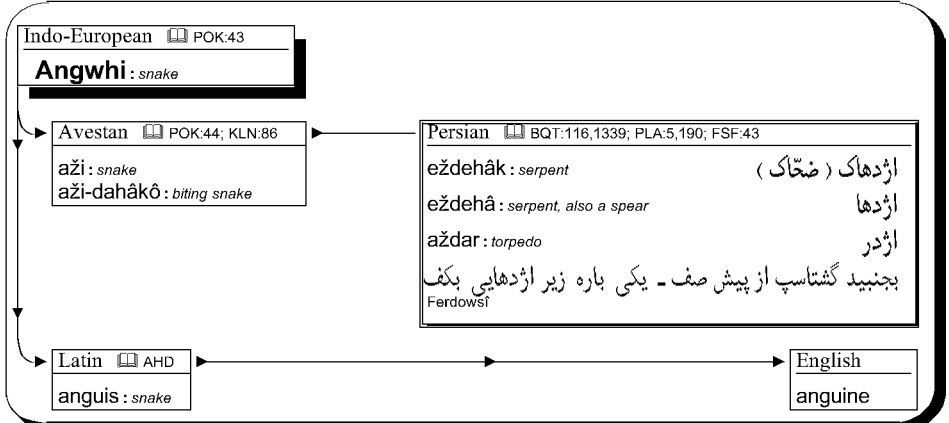 Indo-European POK:43
Angwhi : snake
Avestan POK:44; KLN:86
aži : snake
aži-dahâkô : biting snake
Persian BQT:116,1339; PLA:5,190; FSF:43
eždehâk : serpent اژدهاک ( ضحّاک )
eždehâ : serpent, also a spear اژدها
aždar : torpedo اژدر
بجنبید گشتاسپ از پیش صف ـ یکی باره زیر اژدهایی بکف
Ferdowsî
Latin AHD
anguis : snake
English
anguine